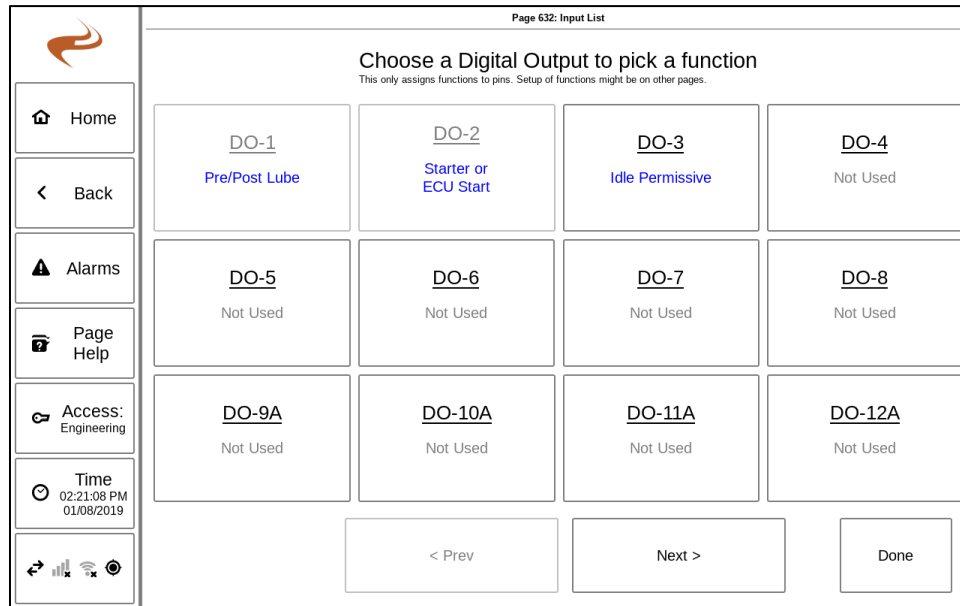 Page 632: Input List
Choose a Digital Output to pick a function
This only assigns functions to pins. Setup of functions might be on other pages.
Home
Back
Alarms
Page
Help
Access:
Engineering
Time
02:21:08 PM
01/08/2019
DO-1
Pre/Post Lube
DO-2
Starter or
ECU Start
DO-3
Idle Permissive
DO-4
Not Used
DO-5
Not Used
DO-6
Not Used
DO-7
Not Used
DO-8
Not Used
DO-9A
Not Used
DO-10A
Not Used
DO-11A
Not Used
DO-12A
Not Used
< Prev
Next >
Done